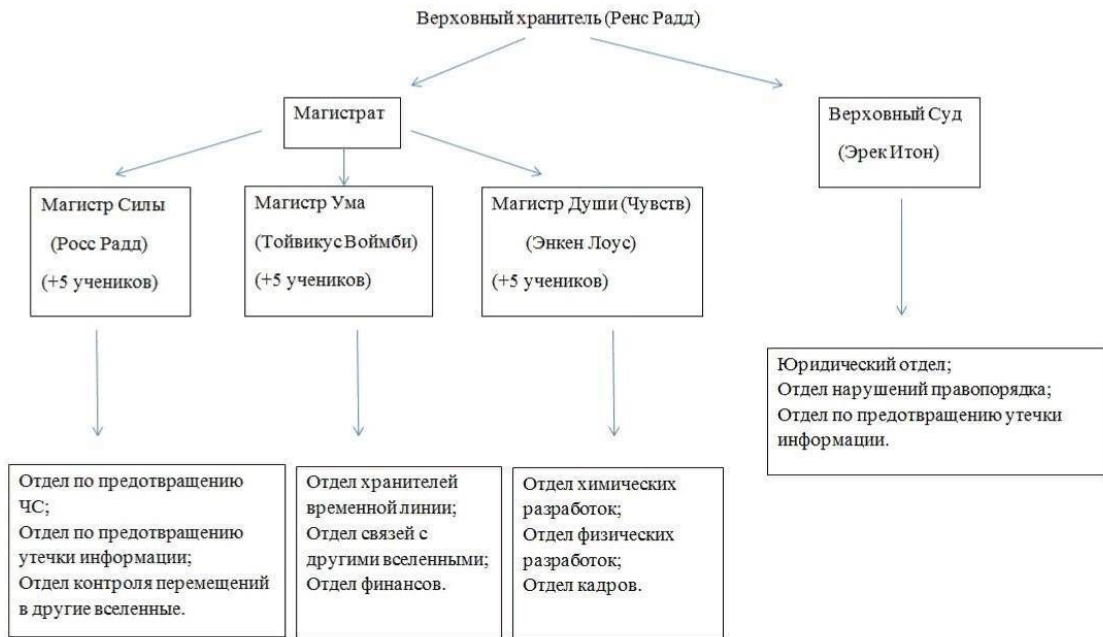 Верховный хранитель (Ренс Радд)
Магистрат
Верховный Суд
(Эрек Итон)
Магистр Силы
(Росс Радд)
(+5 учеников)
Магистр Ума
(Тойвикус Воймби)
(+5 учеников)
Магистр Души (Чувств)
(Энкен Лоус)
(+5 учеников)
Юридический отдел;
Отдел нарушений правопорядка;
Отдел по предотвращению утечки
информации.
Отдел по предотвращению
ЧС;
Отдел по предотвращению
утечки информации;
Отдел контроля перемещений
в другие вселенные.
Отдел хранителей
временной линии;
Отдел связей с
другими вселенными;
Отдел финансов.
Отдел химических
разработок;
Отдел физических
разработок;
Отдел кадров.